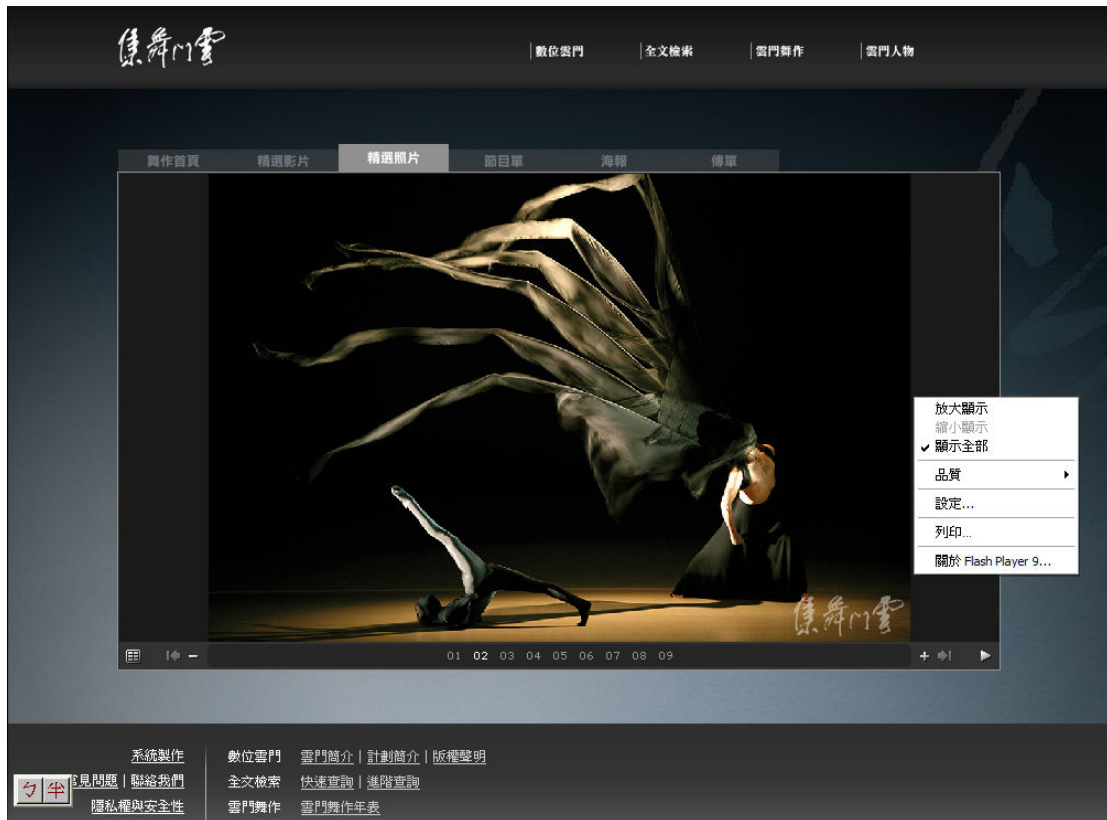 雲門舞集
數位雲門 全文檢索 雲門舞作 雲門人物
舞作首頁 精選影片 精選照片 節目單 海報 傳單
放大顯示
縮小顯示
顯示全部
品質
設定...
列印...
關於 Flash Player 9...
雲門舞集
01 02 03 04 05 06 07 08 09
系統製作 數位雲門 雲門簡介 | 計劃簡介 | 版權聲明
見問題 | 聯絡我們 全文檢索 快速查詢 | 進階查詢
ㄅ 半
隱私權與安全性 雲門舞作 雲門舞作年表